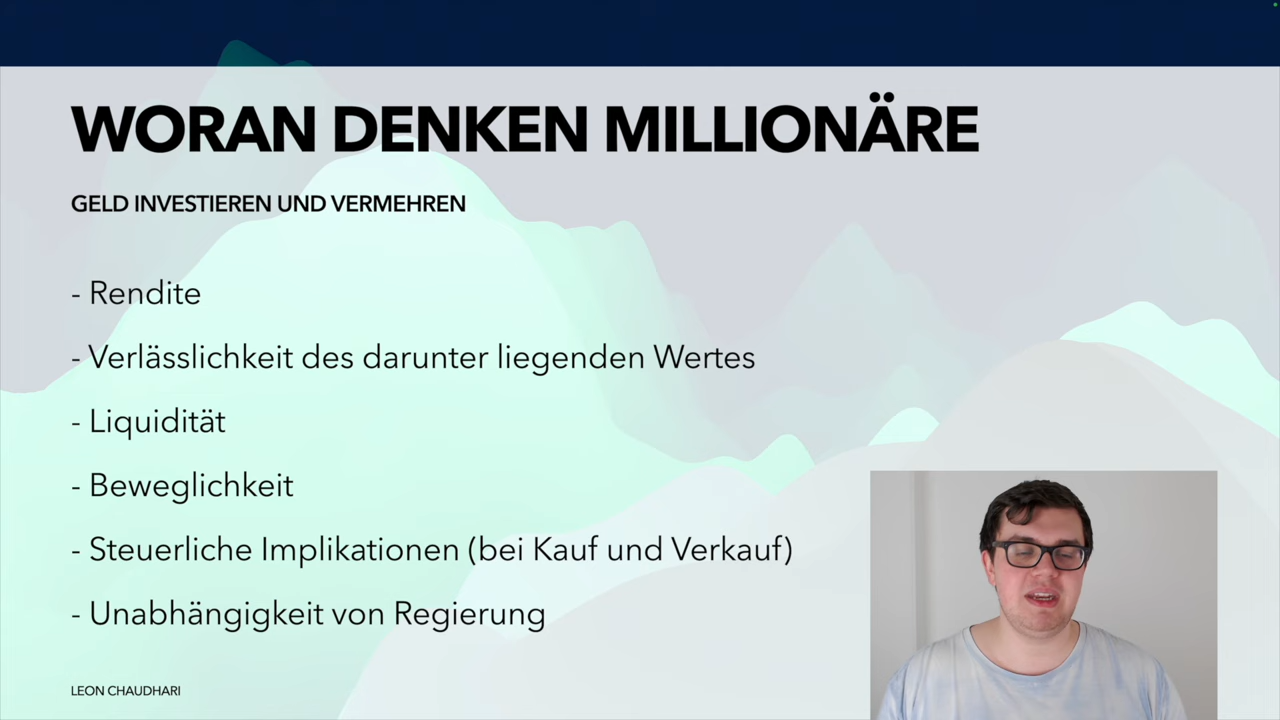 WORAN DENKEN MILLIONÄRE
GELD INVESTIEREN UND VERMEHREN
- Rendite
- Verlässlichkeit des darunter liegenden Wertes
- Liquidität
- Beweglichkeit
- Steuerliche Implikationen (bei Kauf und Verkauf)
- Unabhängigkeit von Regierung
LEON CHAUDHARI